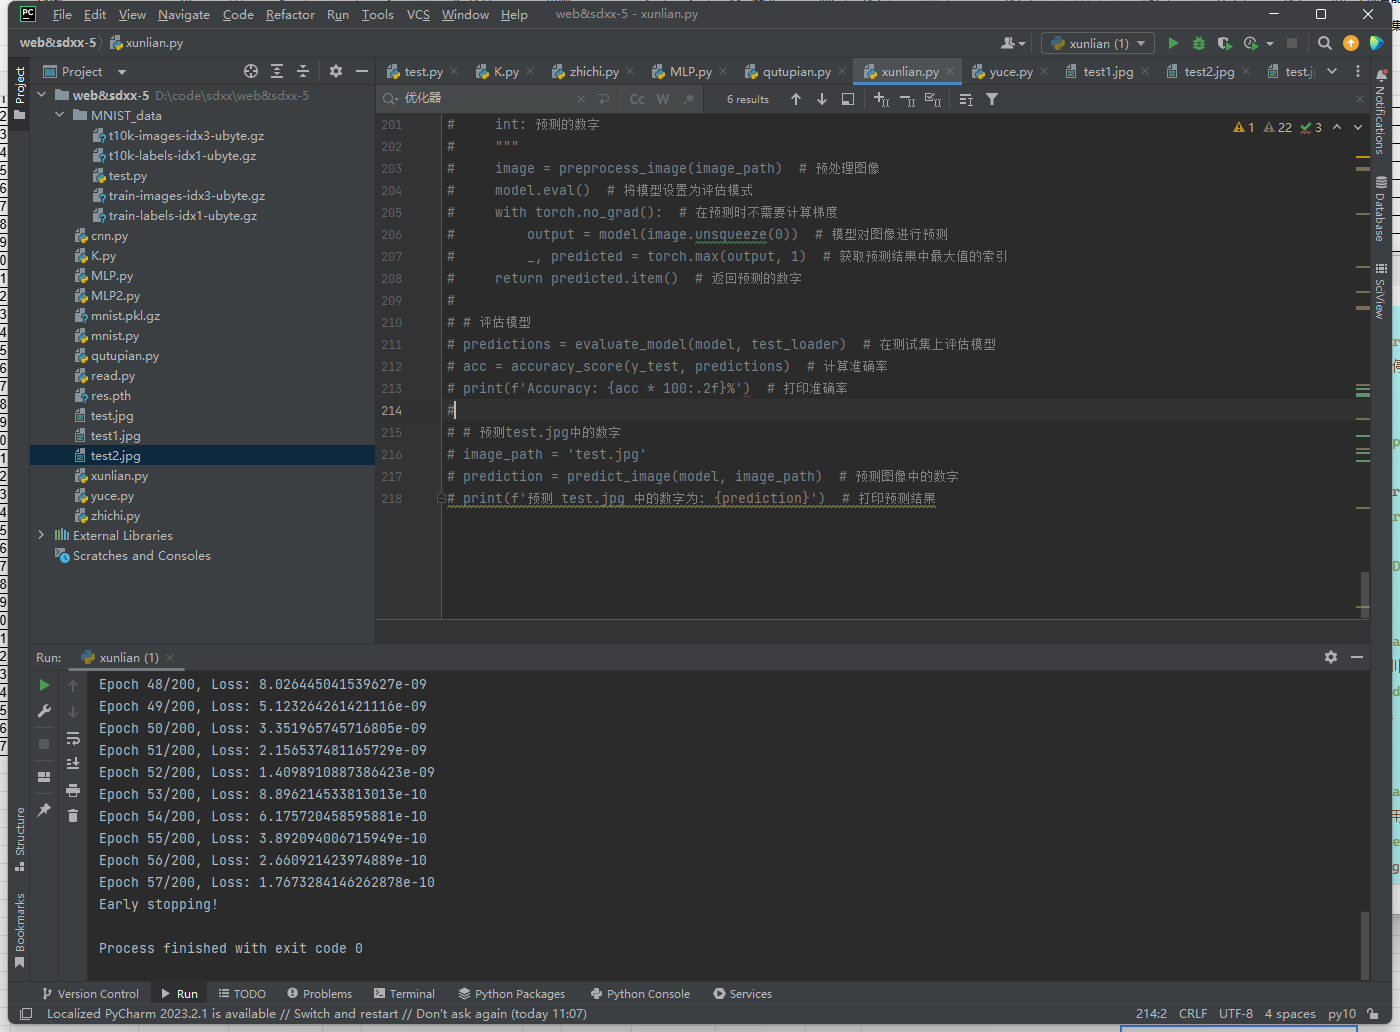 File Edit View Navigate Code Refactor Run Tools VCS Window Help web&sdxx-5 - xunlian.py
web&sdxx-5 xunlian.py
xunlian (1)
Project
web&sdxx-5 D:\code\sdxx\web&sdxx-5
MNIST_data
t10k-images-idx3-ubyte.gz
t10k-labels-idx1-ubyte.gz
test.py
train-images-idx3-ubyte.gz
train-labels-idx1-ubyte.gz
cnn.py
K.py
MLP.py
MLP2.py
mnist.pkl.gz
mnist.py
qutupian.py
read.py
res.pth
test.jpg
test1.jpg
test2.jpg
xunlian.py
yuce.py
zhichi.py
External Libraries
Scratches and Consoles
test.py K.py zhichi.py MLP.py qutupian.py xunlian.py yuce.py test1.jpg test2.jpg test.j
优化器 Cc W .* 6 results
1 22 3
201 #     int: 预测的数字
202 #     """
203 #     image = preprocess_image(image_path)  # 预处理图像
204 #     model.eval()  # 将模型设置为评估模式
205 #     with torch.no_grad():  # 在预测时不需要计算梯度
206 #         output = model(image.unsqueeze(0))  # 模型对图像进行预测
207 #         _, predicted = torch.max(output, 1)  # 获取预测结果中最大值的索引
208 #     return predicted.item()  # 返回预测的数字
209 #
210 # # 评估模型
211 # predictions = evaluate_model(model, test_loader)  # 在测试集上评估模型
212 # acc = accuracy_score(y_test, predictions)  # 计算准确率
213 # print(f'Accuracy: {acc * 100:.2f}%')  # 打印准确率
214 #
215 # # 预测test.jpg中的数字
216 # image_path = 'test.jpg'
217 # prediction = predict_image(model, image_path)  # 预测图像中的数字
218 # print(f'预测 test.jpg 中的数字为: {prediction}')  # 打印预测结果
Project
Structure
Bookmarks
Notifications
Database
SciView
Run: xunlian (1)
Epoch 48/200, Loss: 8.026445041539627e-09
Epoch 49/200, Loss: 5.123264261421116e-09
Epoch 50/200, Loss: 3.351965745716805e-09
Epoch 51/200, Loss: 2.156537481165729e-09
Epoch 52/200, Loss: 1.4098910887386423e-09
Epoch 53/200, Loss: 8.896214533813013e-10
Epoch 54/200, Loss: 6.175720458595881e-10
Epoch 55/200, Loss: 3.892094006715949e-10
Epoch 56/200, Loss: 2.660921423974889e-10
Epoch 57/200, Loss: 1.7673284146262878e-10
Early stopping!
Process finished with exit code 0
Version Control Run TODO Problems Terminal Python Packages Python Console Services
Localized PyCharm 2023.2.1 is available // Switch and restart // Don't ask again (today 11:07) 214:2 CRLF UTF-8 4 spaces py10